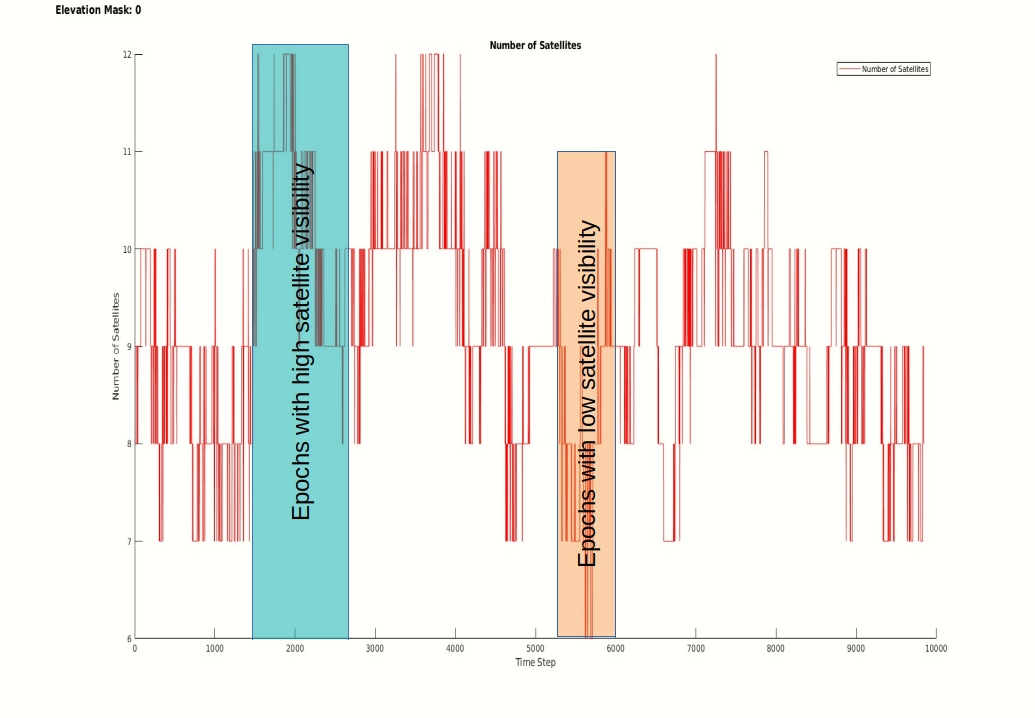 Elevation Mask: 0
Number of Satellites
Number of Satellites
12
11
10
9
8
7
6
Number of Satellites
Epochs with high satellite visibility
Epochs with low satellite visibility
0 1000 2000 3000 4000 5000 6000 7000 8000 9000 10000
Time Step